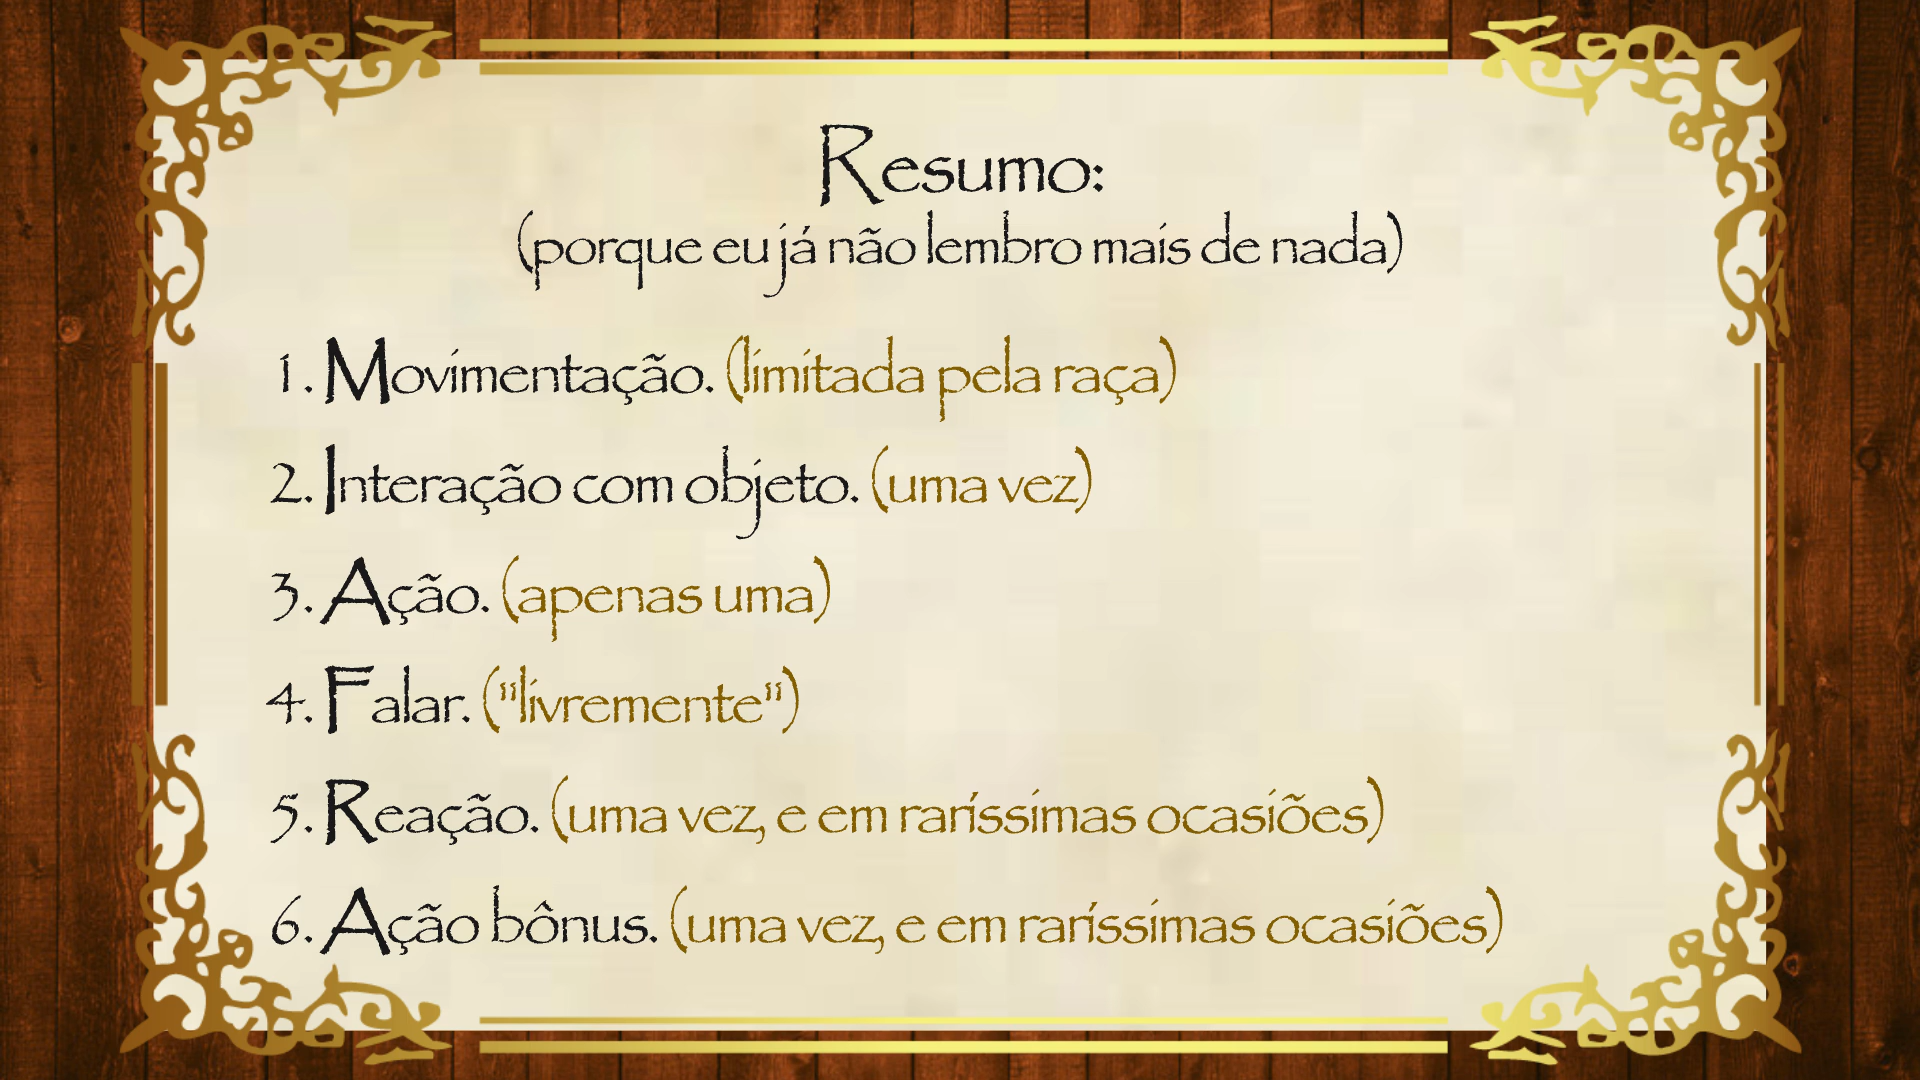 Resumo:
(porque eu já não lembro mais de nada)
1. Movimentação. (limitada pela raça)
2. Interação com objeto. (uma vez)
3. Ação. (apenas uma)
4. Falar. ("livremente")
5. Reação. (uma vez, e em raríssimas ocasiões)
6. Ação bônus. (uma vez, e em raríssimas ocasiões)